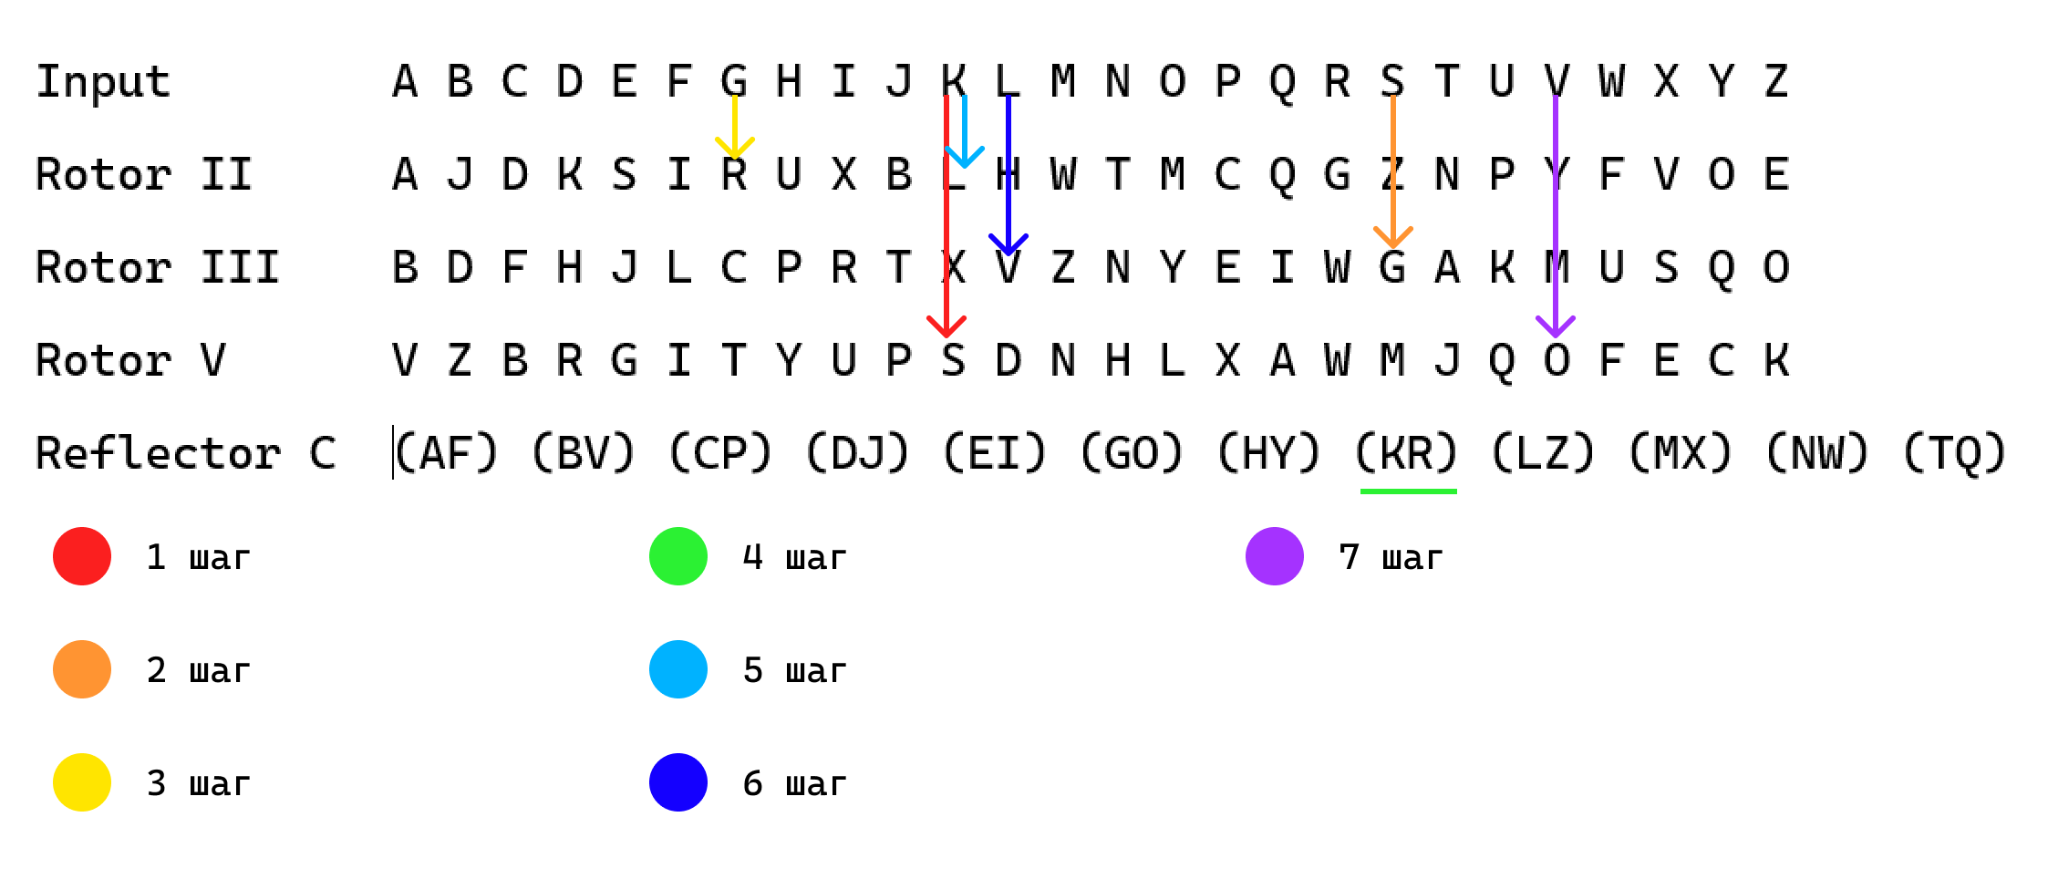 Input A B C D E F G H I J K L M N O P Q R S T U V W X Y Z
Rotor II A J D K S I R U X B L H W T M C Q G Z N P Y F V O E
Rotor III B D F H J L C P R T X V Z N Y E I W G A K M U S Q O
Rotor V V Z B R G I T Y U P S D N H L X A W M J Q O F E C K
Reflector C (AF) (BV) (CP) (DJ) (EI) (GO) (HY) (KR) (LZ) (MX) (NW) (TQ)
1 шаг 4 шаг 7 шаг
2 шаг 5 шаг
3 шаг 6 шаг